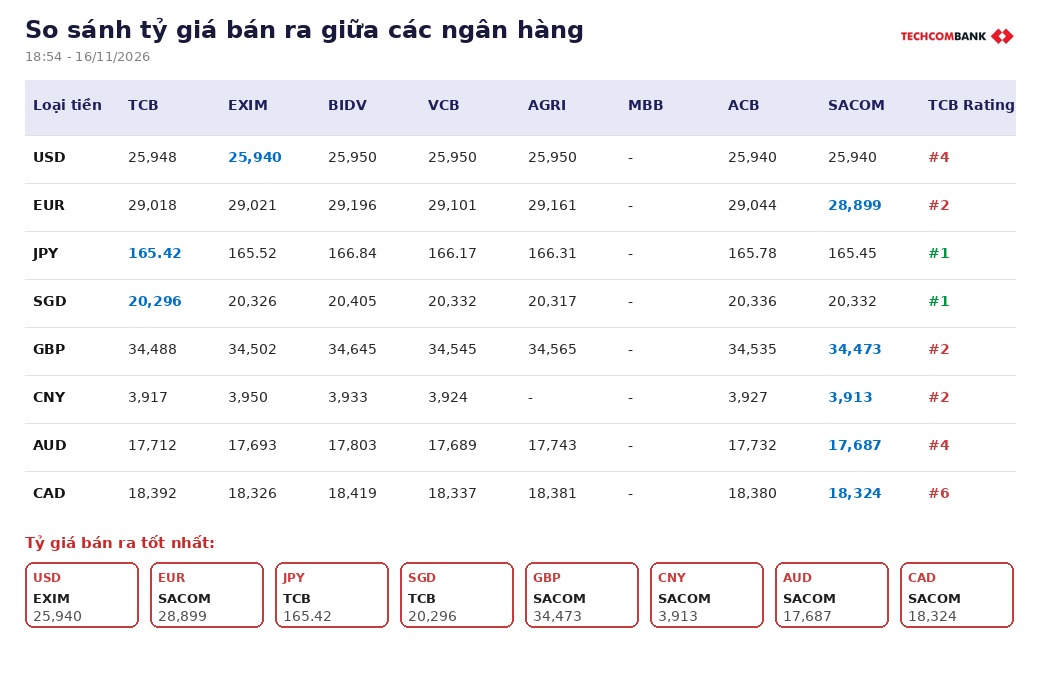 So sánh tỷ giá bán ra giữa các ngân hàng
TECHCOMBANK
18:54 - 16/11/2026
Loại tiền TCB EXIM BIDV VCB AGRI MBB ACB SACOM TCB Rating
USD 25,948 25,940 25,950 25,950 25,950 - 25,940 25,940 #4
EUR 29,018 29,021 29,196 29,101 29,161 - 29,044 28,899 #2
JPY 165.42 165.52 166.84 166.17 166.31 - 165.78 165.45 #1
SGD 20,296 20,326 20,405 20,332 20,317 - 20,336 20,332 #1
GBP 34,488 34,502 34,645 34,545 34,565 - 34,535 34,473 #2
CNY 3,917 3,950 3,933 3,924 - - 3,927 3,913 #2
AUD 17,712 17,693 17,803 17,689 17,743 - 17,732 17,687 #4
CAD 18,392 18,326 18,419 18,337 18,381 - 18,380 18,324 #6
Tỷ giá bán ra tốt nhất:
USD EUR JPY SGD GBP CNY AUD CAD
EXIM SACOM TCB TCB SACOM SACOM SACOM SACOM
25,940 28,899 165.42 20,296 34,473 3,913 17,687 18,324